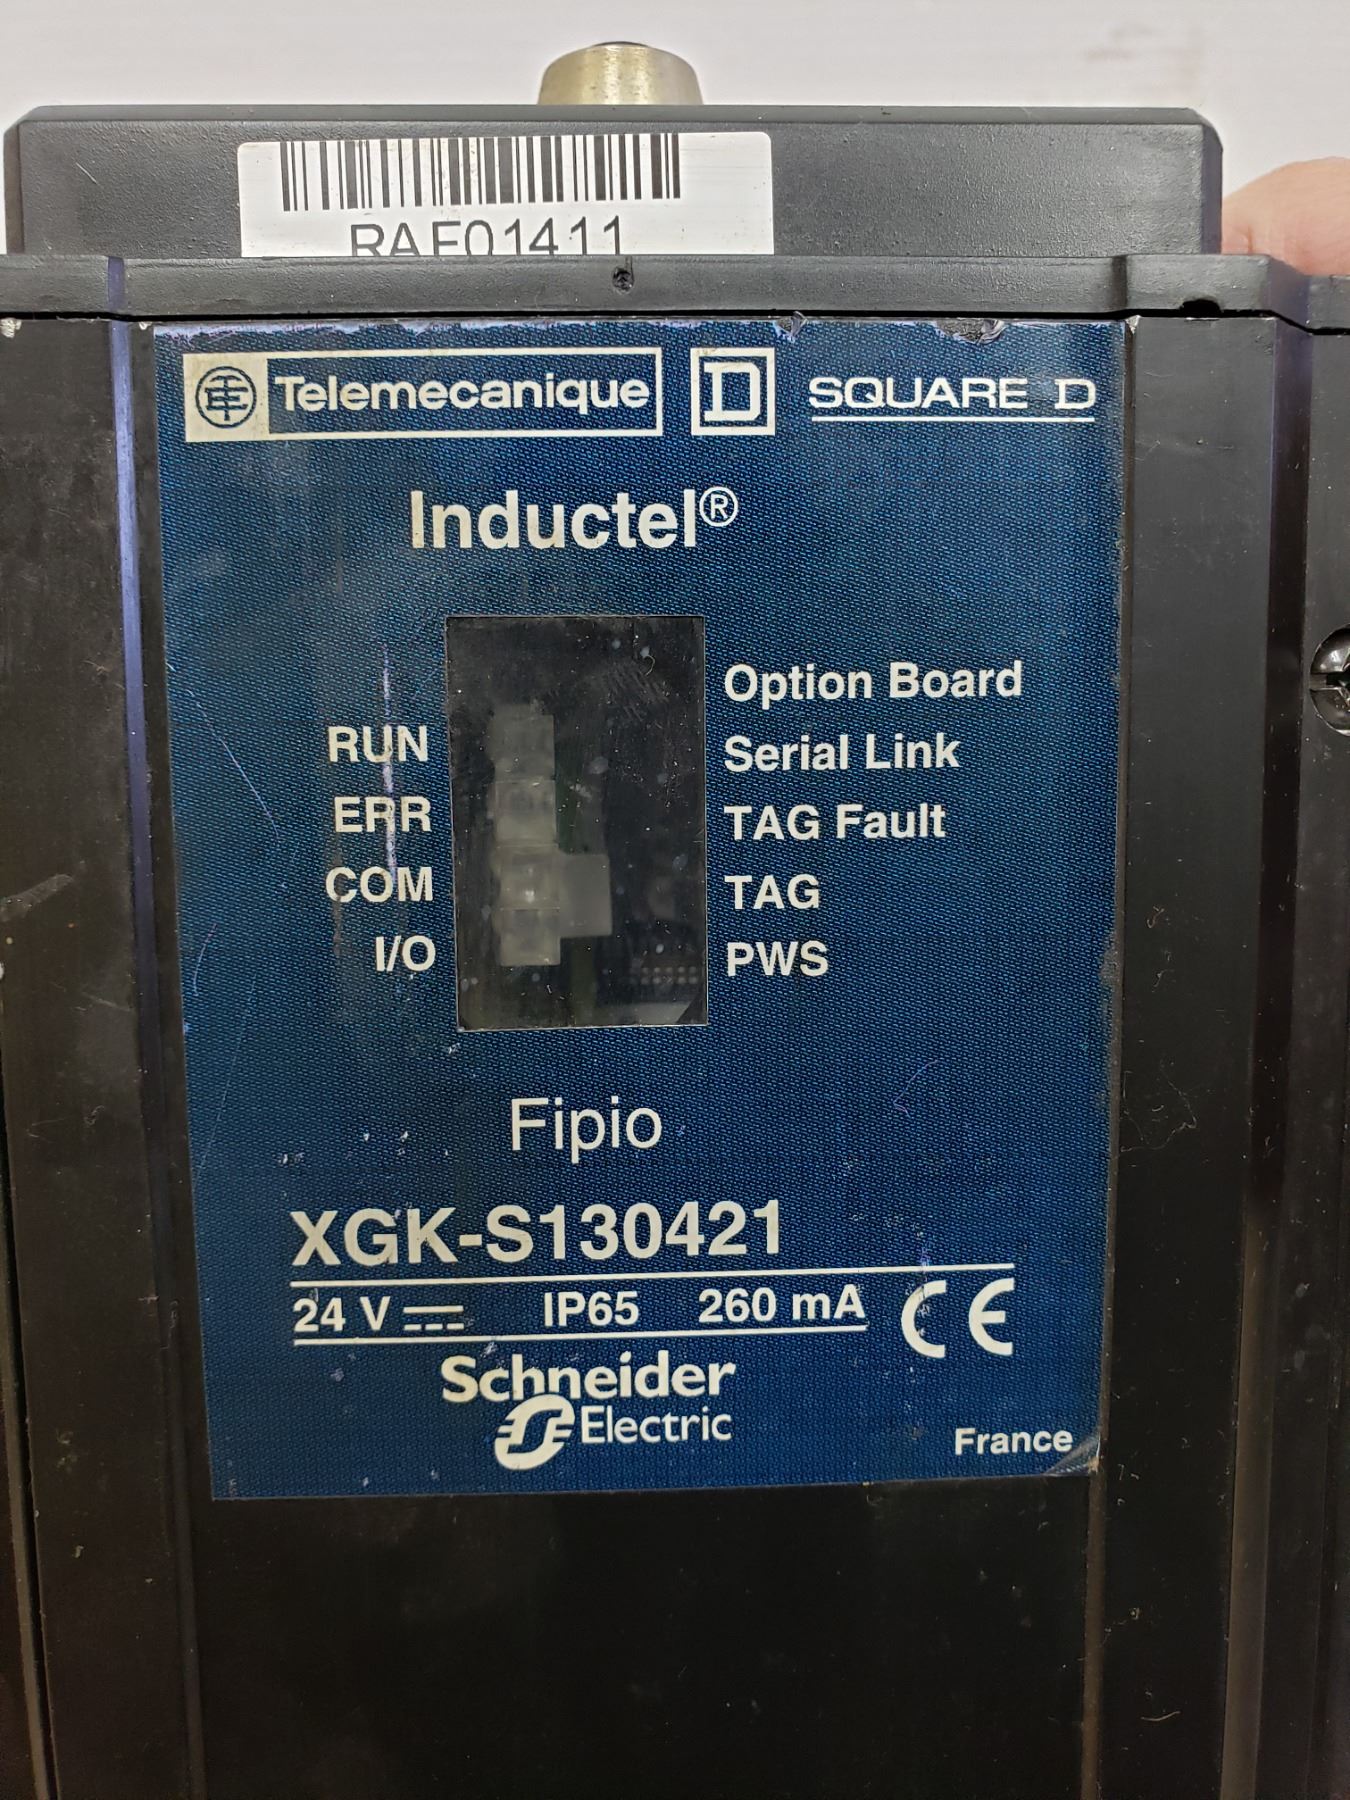 RAF01411
Telemecanique D SQUARE D
Inductel®
Option Board
RUN Serial Link
ERR TAG Fault
COM TAG
I/O PWS
Fipio
XGK-S130421
24 V ⎓ IP65 260 mA CE
Schneider
Electric
France